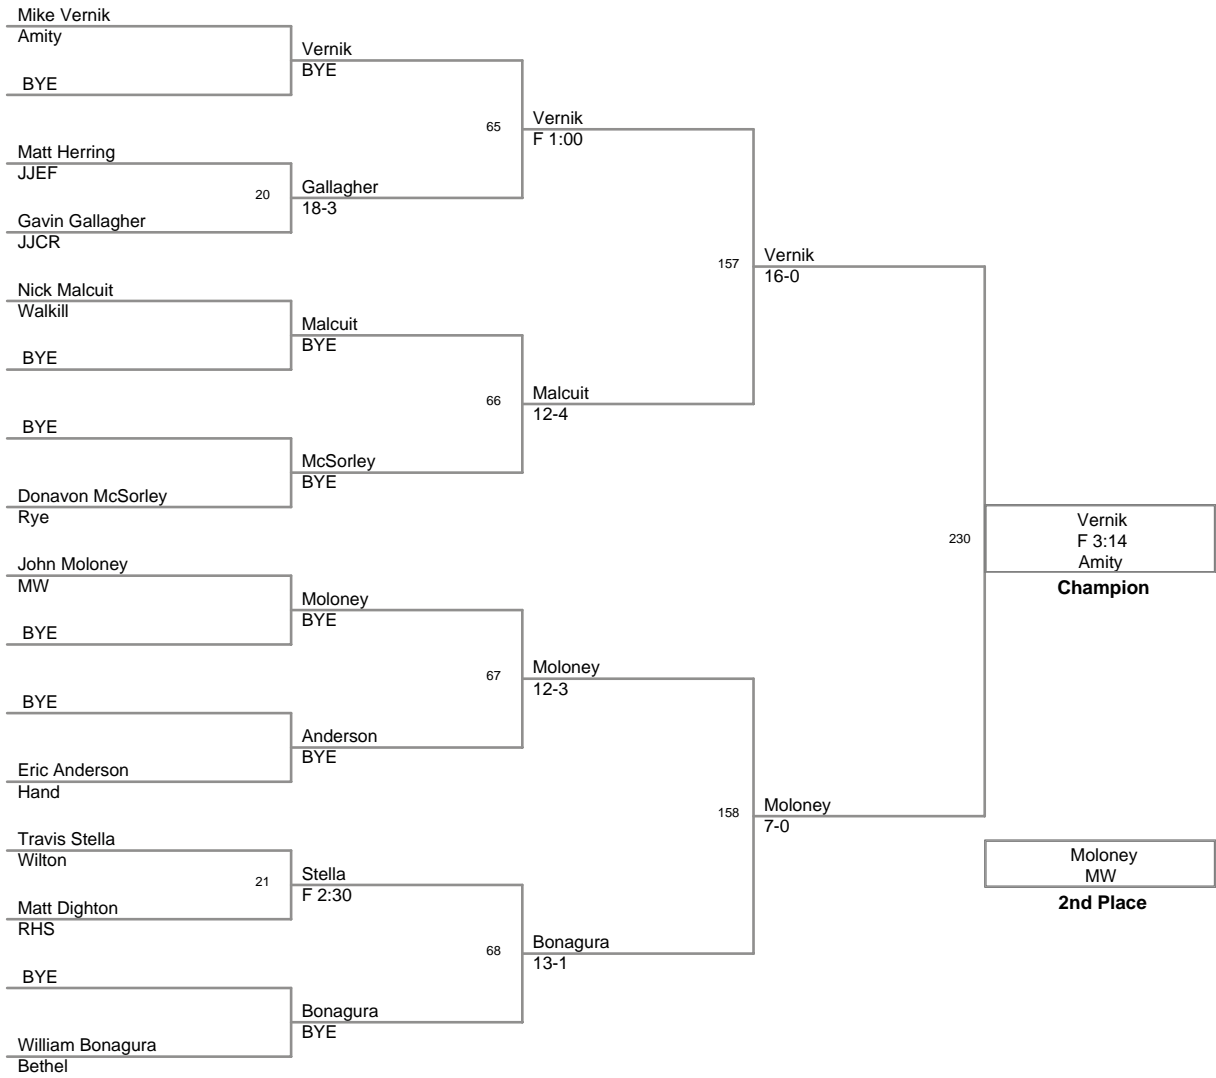 Mike Vernik
Amity
BYE
Vernik
BYE
Matt Herring
JJEF
Gavin Gallagher
JJCR
20
Gallagher
18-3
65
Vernik
F 1:00
Nick Malcuit
Walkill
BYE
Malcuit
BYE
BYE
Donavon McSorley
Rye
McSorley
BYE
66
Malcuit
12-4
157
Vernik
16-0
John Moloney
MW
BYE
Moloney
BYE
BYE
Eric Anderson
Hand
Anderson
BYE
67
Moloney
12-3
Travis Stella
Wilton
Matt Dighton
RHS
21
Stella
F 2:30
BYE
William Bonagura
Bethel
Bonagura
BYE
68
Bonagura
13-1
158
Moloney
7-0
230
Vernik
F 3:14
Amity
Champion
Moloney
MW
2nd Place